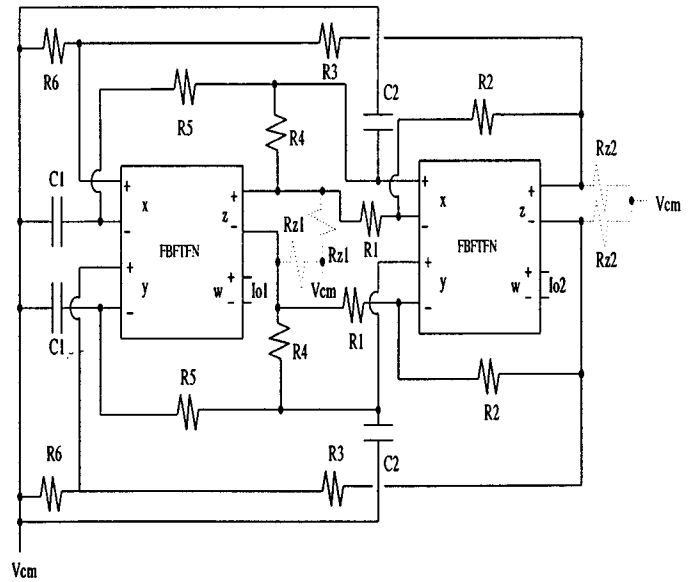 R6
R3
R5
C2
R2
R4
C1
+
x
-
+
y
-
FBFTFN
+
z
-
+
w
-
Io1
Rz1
Rz1
Vcm
R1
R1
+
x
-
+
y
-
FBFTFN
+
z
-
+
w
-
Io2
Rz2
Vcm
Rz2
C1
R4
R5
R2
R6
R3
C2
Vcm